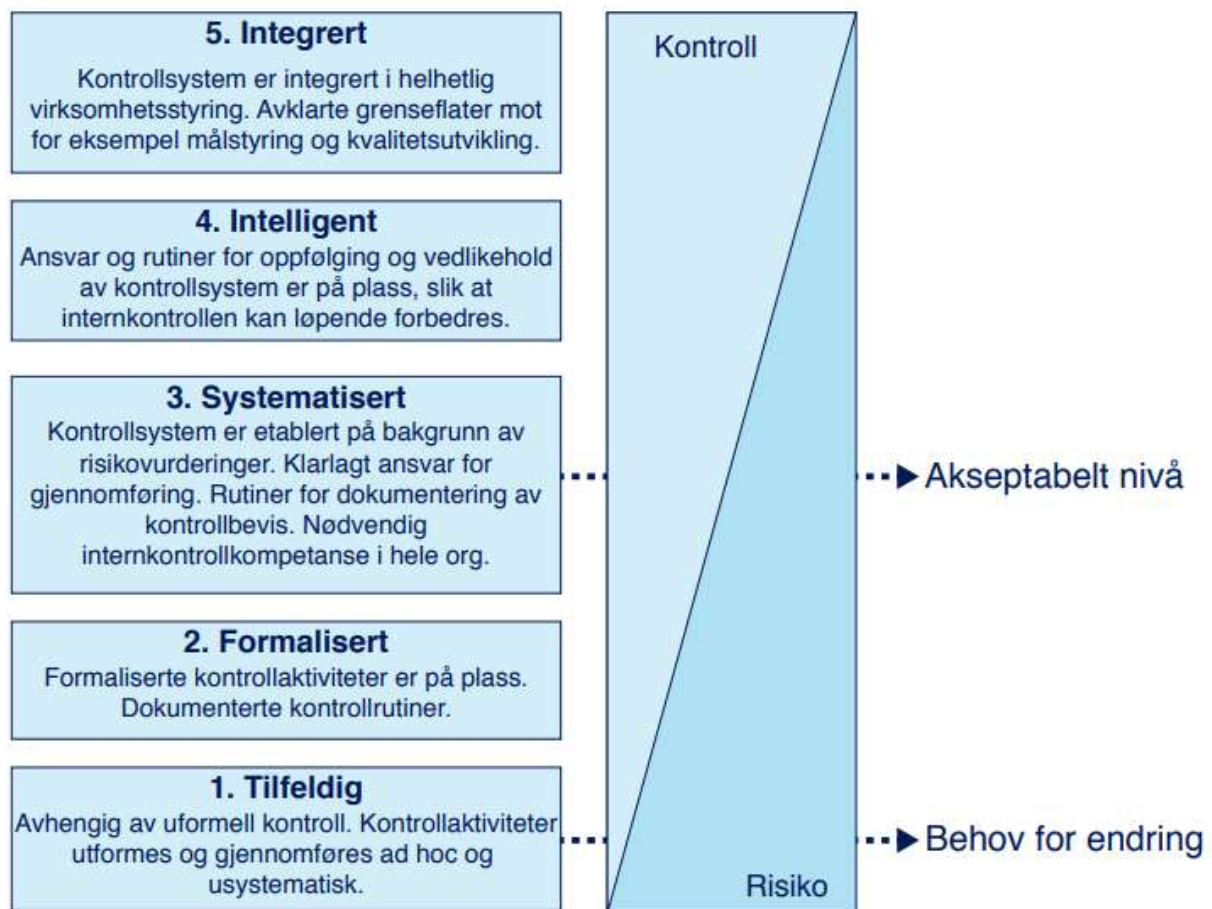 5. Integrert
Kontrollsystem er integrert i helhetlig
virksomhetsstyring. Avklarte grenseflater mot
for eksempel målstyring og kvalitetsutvikling.
Kontroll
4. Intelligent
Ansvar og rutiner for oppfølging og vedlikehold
av kontrollsystem er på plass, slik at
internkontrollen kan løpende forbedres.
3. Systematisert
Kontrollsystem er etablert på bakgrunn av
risikovurderinger. Klarlagt ansvar for
gjennomføring. Rutiner for dokumentering av
kontrollbevis. Nødvendig
internkontrollkompetanse i hele org.
Akseptabelt nivå
2. Formalisert
Formaliserte kontrollaktiviteter er på plass.
Dokumenterte kontrollrutiner.
1. Tilfeldig
Avhengig av uformell kontroll. Kontrollaktiviteter
utformes og gjennomføres ad hoc og
usystematisk.
Behov for endring
Risiko